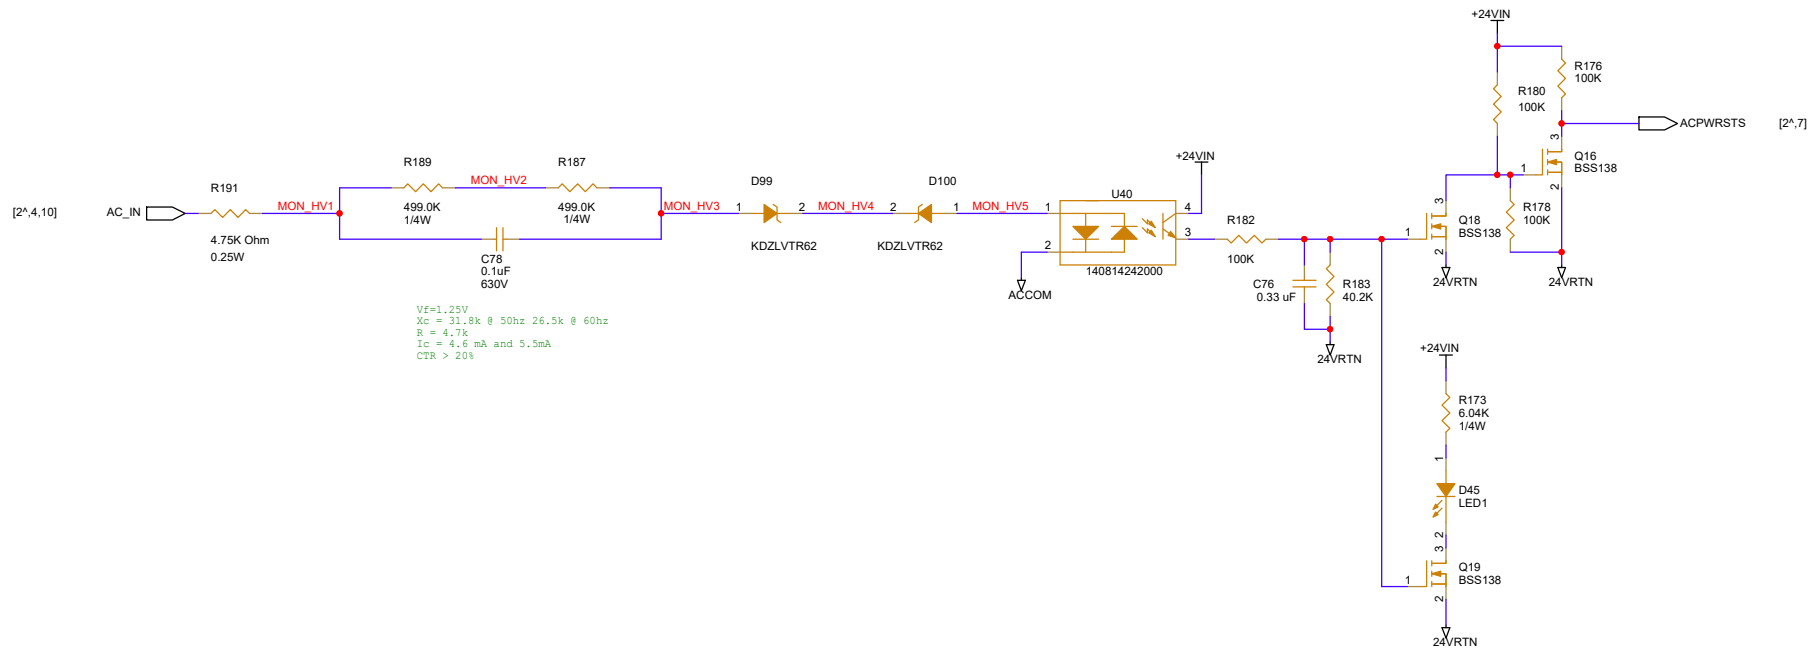 +24VIN
R176
100K
R180
100K
3
ACPWRSTS
[2^,7]
1
Q16
BSS138
2
R178
100K
[2^,4,10]
AC_IN
R191
4.75K Ohm
0.25W
MON_HV1
R189
499.0K
1/4W
MON_HV2
R187
499.0K
1/4W
C78
0.1uF
630V
MON_HV3
D99
1
2
KDZLVTR62
MON_HV4
D100
2
1
KDZLVTR62
MON_HV5
+24VIN
U40
1
2
4
3
140814242000
ACCOM
R182
100K
C76
0.33 uF
R183
40.2K
24VRTN
3
1
Q18
BSS138
2
24VRTN
24VRTN
Vf=1.25V
Xc = 31.8k @ 50hz 26.5k @ 60hz
R = 4.7k
Ic = 4.6 mA and 5.5mA
CTR > 20%
+24VIN
R173
6.04K
1/4W
1
D45
LED1
2
3
1
Q19
BSS138
2
24VRTN